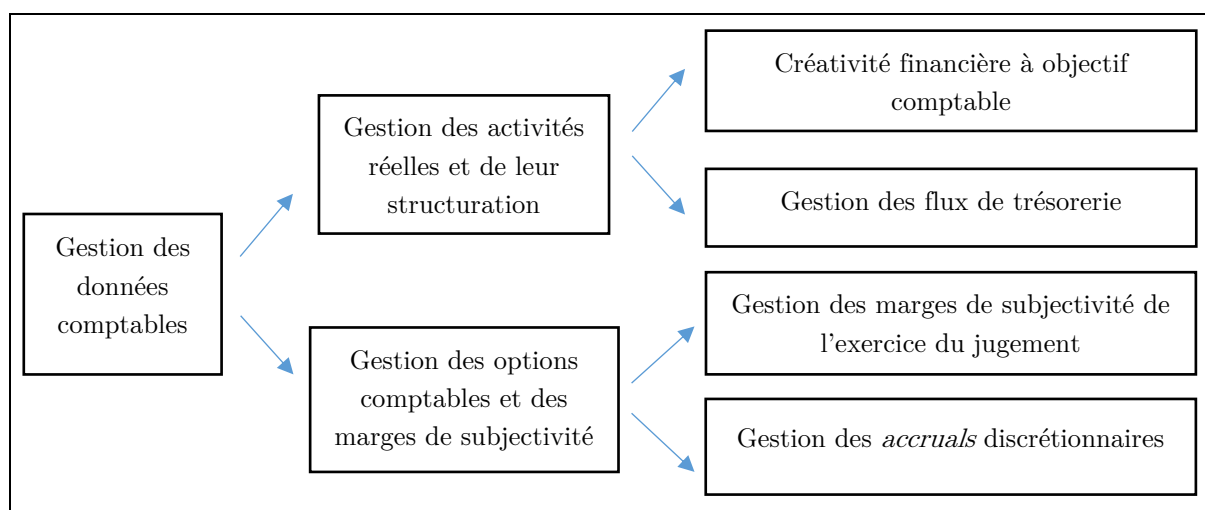 Gestion des
données
comptables
Gestion des activités
réelles et de leur
structuration
Gestion des options
comptables et des
marges de subjectivité
Créativité financière à objectif
comptable
Gestion des flux de trésorerie
Gestion des marges de subjectivité de
l'exercice du jugement
Gestion des accruals discrétionnaires